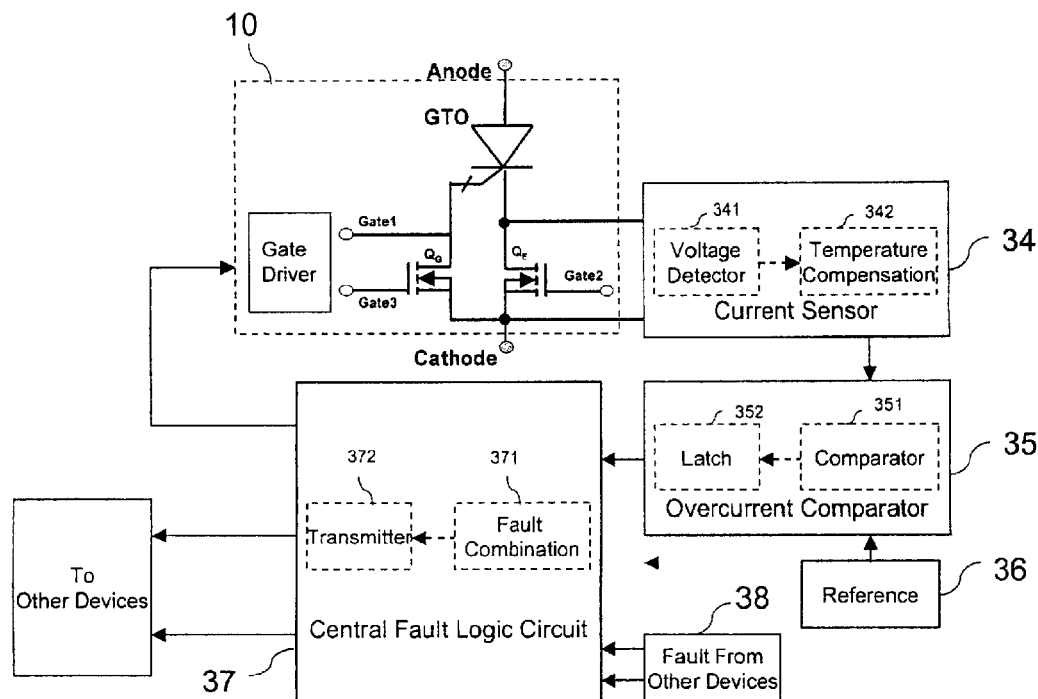 10
Anode
GTO
Gate
Driver
Gate1
Gate3
QG
QE
Gate2
Cathode
341
Voltage
Detector
342
Temperature
Compensation
Current Sensor
34
352
Latch
351
Comparator
Overcurrent Comparator
35
Reference
36
372
Transmitter
371
Fault
Combination
Central Fault Logic Circuit
37
To
Other Devices
38
Fault From
Other Devices